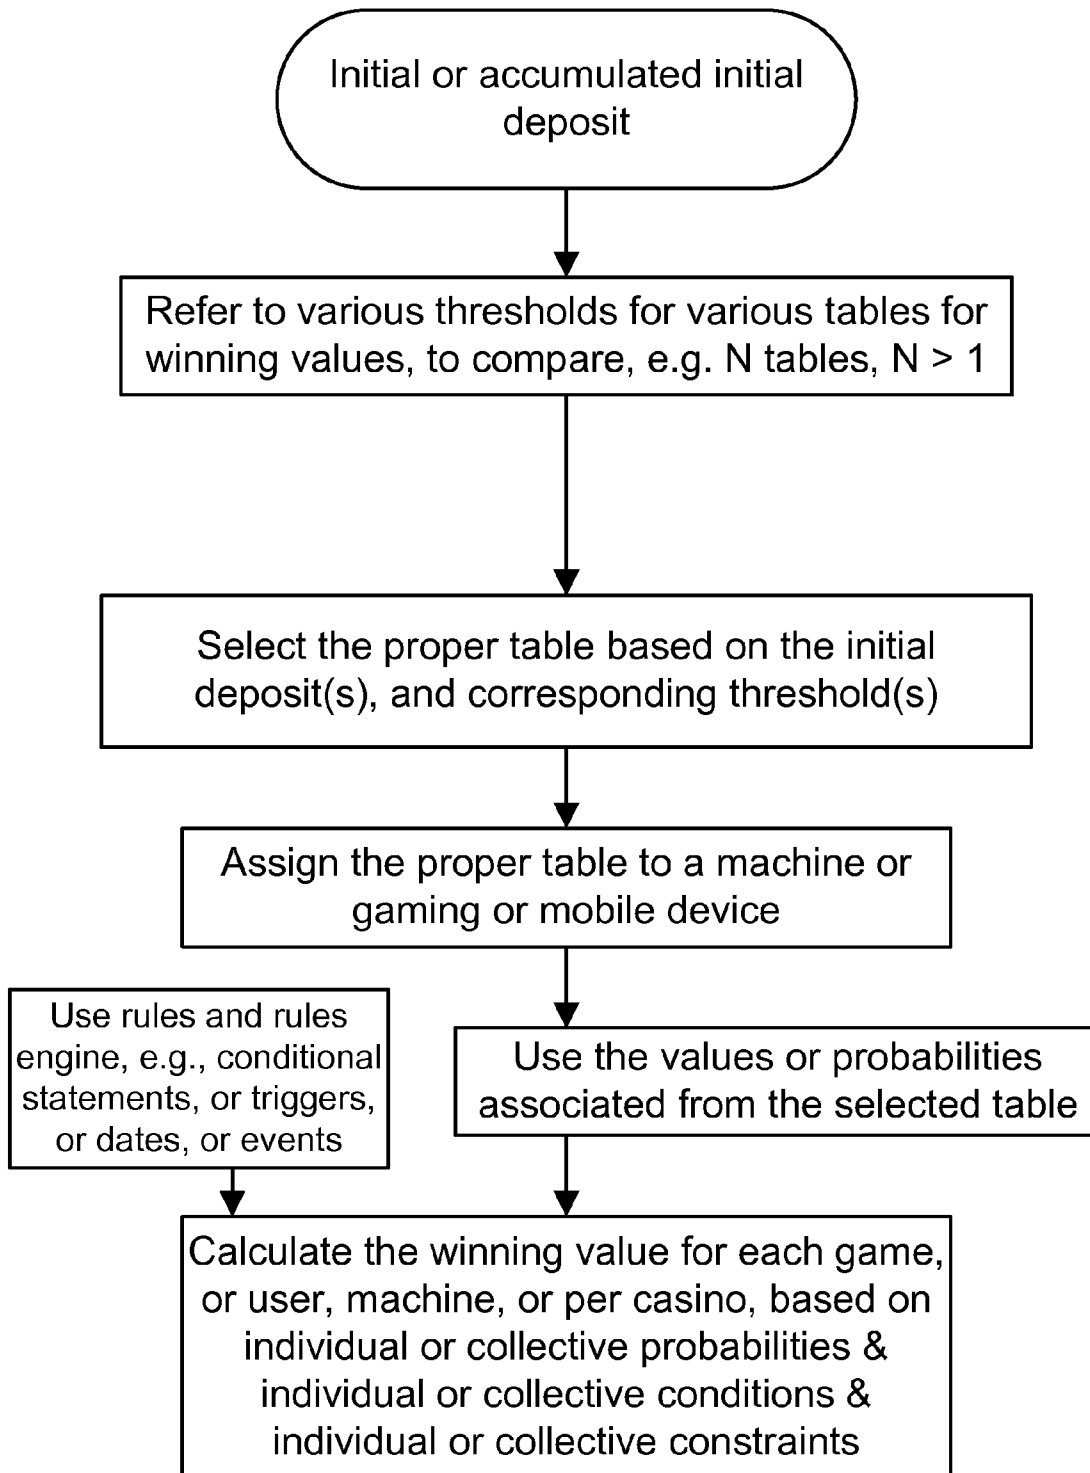 Initial or accumulated initial
deposit
Refer to various thresholds for various tables for
winning values, to compare, e.g. N tables, N > 1
Select the proper table based on the initial
deposit(s), and corresponding threshold(s)
Assign the proper table to a machine or
gaming or mobile device
Use rules and rules
engine, e.g., conditional
statements, or triggers,
or dates, or events
Use the values or probabilities
associated from the selected table
Calculate the winning value for each game,
or user, machine, or per casino, based on
individual or collective probabilities &
individual or collective conditions &
individual or collective constraints